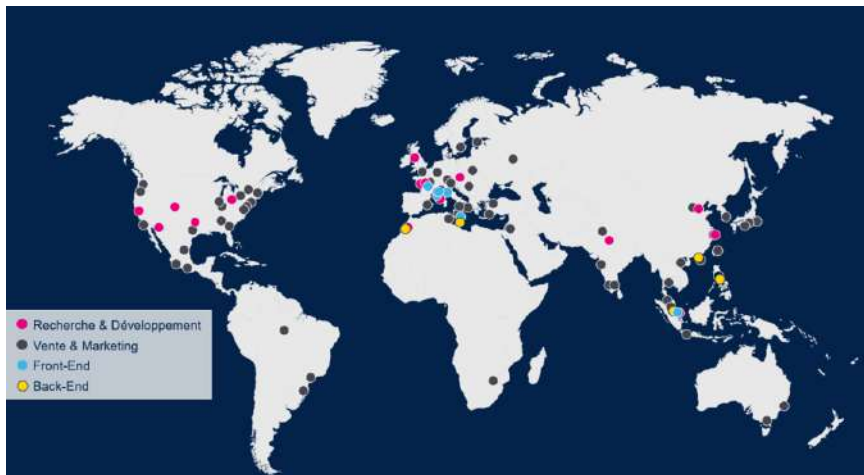 Recherche & Développement
Vente & Marketing
Front-End
Back-End